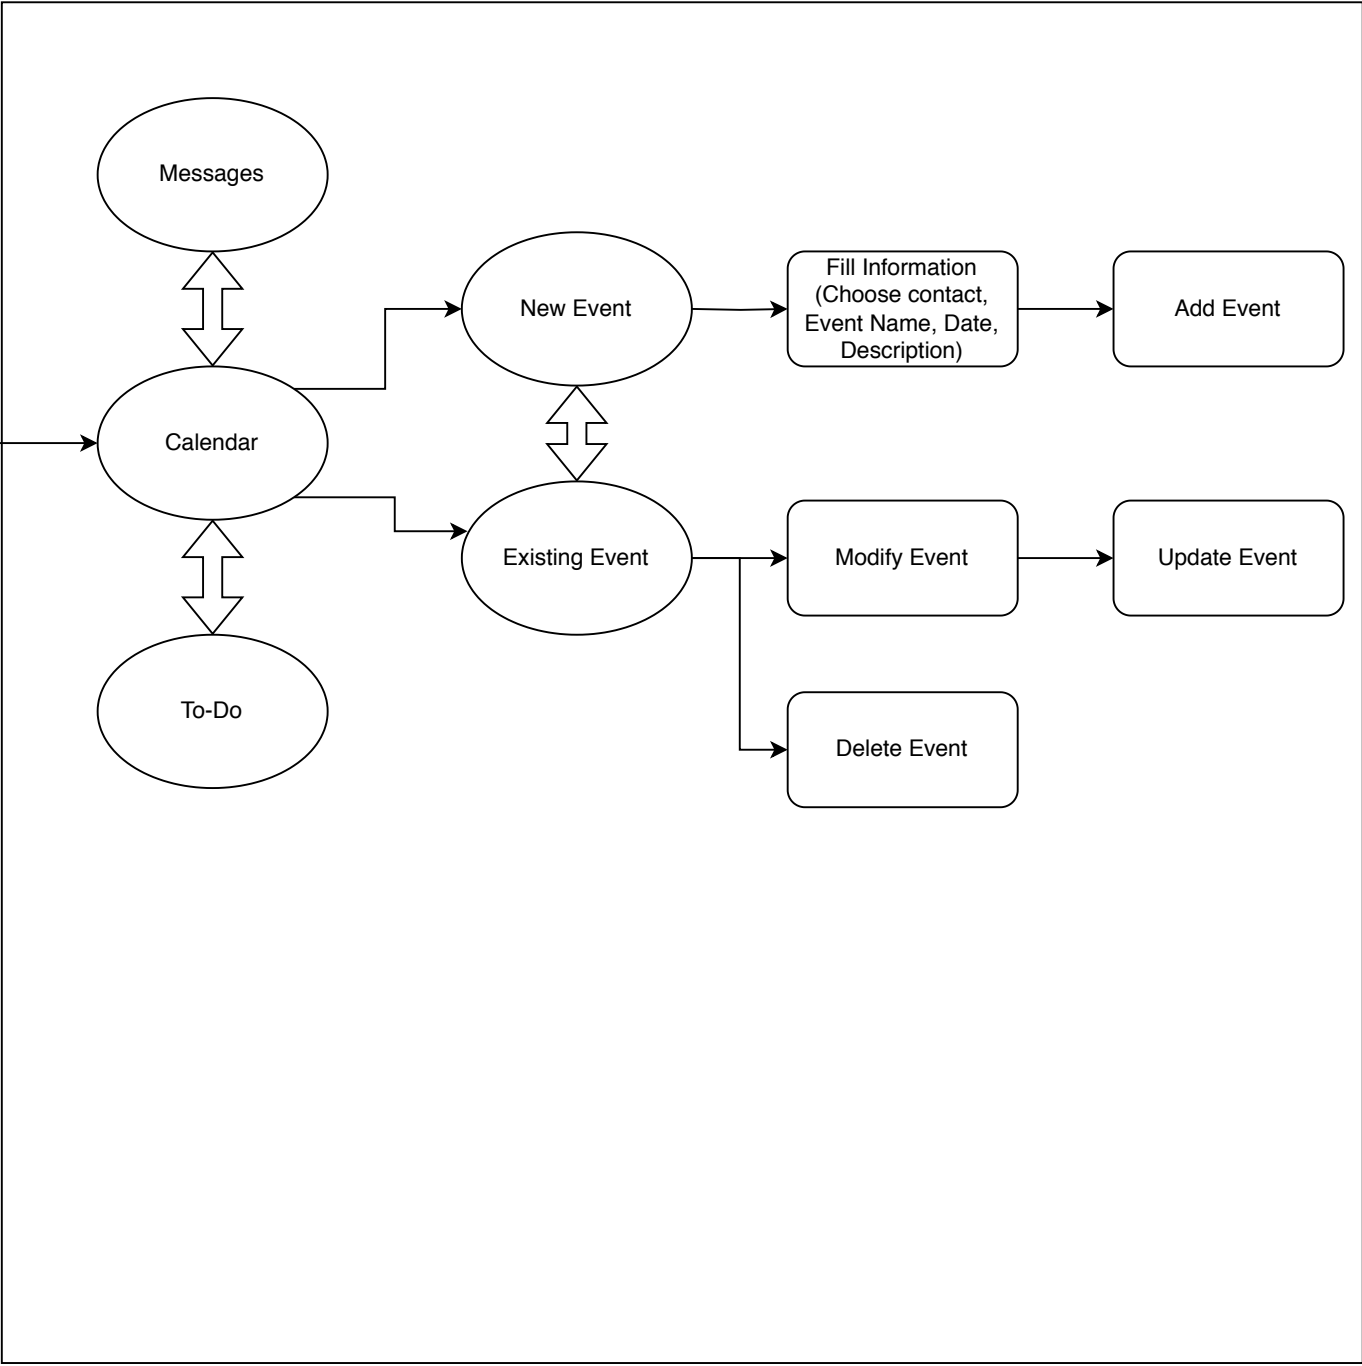 Messages
New Event
Fill Information
(Choose contact,
Event Name, Date,
Description)
Add Event
Calendar
Existing Event
Modify Event
Update Event
To-Do
Delete Event